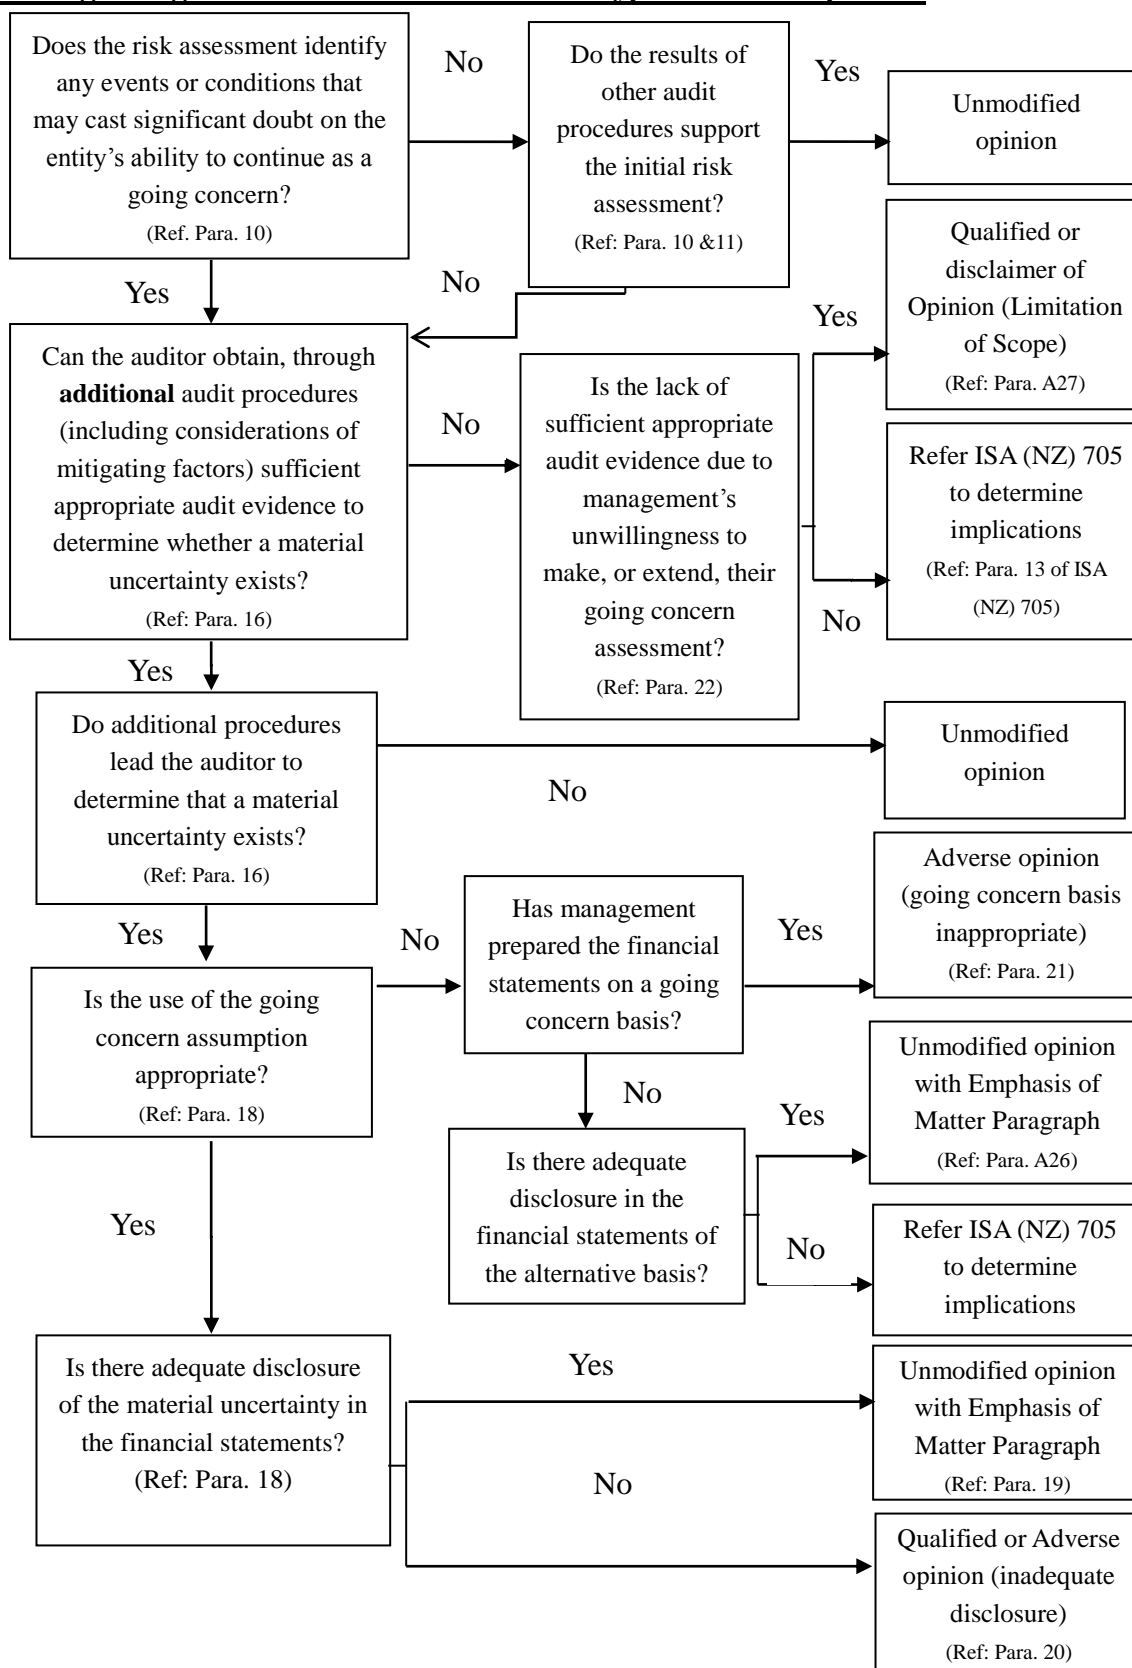 Does the risk assessment identify
any events or conditions that
may cast significant doubt on the
entity’s ability to continue as a
going concern?
(Ref. Para. 10)
No
Do the results of
other audit
procedures support
the initial risk
assessment?
(Ref: Para. 10 &11)
Yes
Unmodified
opinion
Yes
No
Qualified or
disclaimer of
Opinion (Limitation
of Scope)
(Ref: Para. A27)
Can the auditor obtain, through
additional audit procedures
(including considerations of
mitigating factors) sufficient
appropriate audit evidence to
determine whether a material
uncertainty exists?
(Ref: Para. 16)
No
Is the lack of
sufficient appropriate
audit evidence due to
management’s
unwillingness to
make, or extend, their
going concern
assessment?
(Ref: Para. 22)
Yes
Refer ISA (NZ) 705
to determine
implications
(Ref: Para. 13 of ISA
(NZ) 705)
No
Yes
Do additional procedures
lead the auditor to
determine that a material
uncertainty exists?
(Ref: Para. 16)
No
Unmodified
opinion
Yes
No
Has management
prepared the financial
statements on a going
concern basis?
Yes
Adverse opinion
(going concern basis
inappropriate)
(Ref: Para. 21)
Is the use of the going
concern assumption
appropriate?
(Ref: Para. 18)
No
Yes
Unmodified opinion
with Emphasis of
Matter Paragraph
(Ref: Para. A26)
Is there adequate
disclosure in the
financial statements of
the alternative basis?
Yes
No
Refer ISA (NZ) 705
to determine
implications
Is there adequate disclosure
of the material uncertainty in
the financial statements?
(Ref: Para. 18)
Yes
Unmodified opinion
with Emphasis of
Matter Paragraph
(Ref: Para. 19)
No
Qualified or Adverse
opinion (inadequate
disclosure)
(Ref: Para. 20)